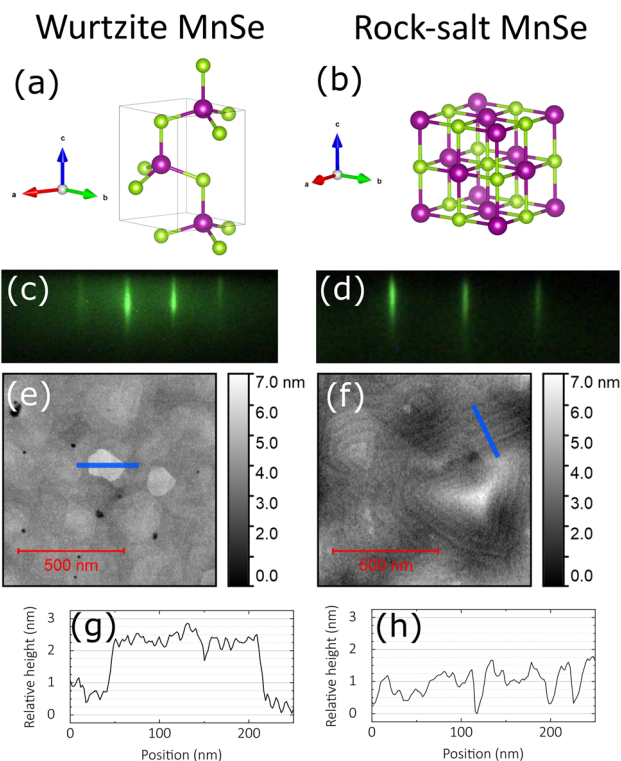 Wurtzite MnSe
Rock-salt MnSe
(a)
(b)
c
a
b
c
a
b
(c)
(d)
(e)
7.0 nm
6.0
5.0
4.0
3.0
2.0
0.0
500 nm
(f)
7.0 nm
6.0
5.0
4.0
3.0
2.0
0.0
500 nm
(g)
Relative height (nm)
3
2
1
0
0
100
200
Position (nm)
(h)
Relative height (nm)
3
2
1
0
0
100
200
Position (nm)